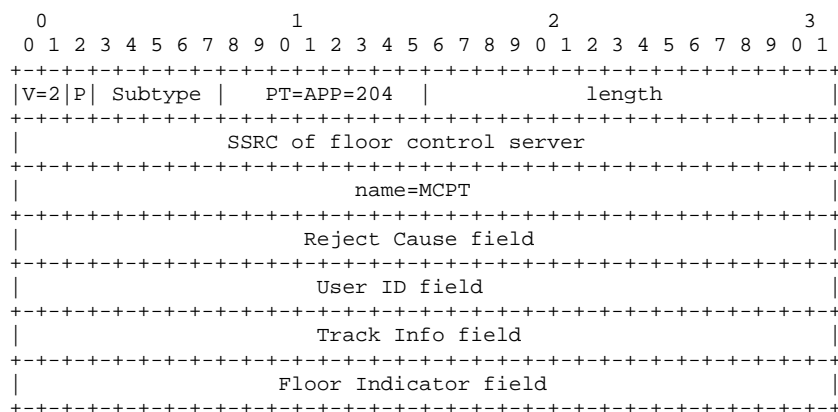 0                   1                   2                   3
 0 1 2 3 4 5 6 7 8 9 0 1 2 3 4 5 6 7 8 9 0 1 2 3 4 5 6 7 8 9 0 1
+-+-+-+-+-+-+-+-+-+-+-+-+-+-+-+-+-+-+-+-+-+-+-+-+-+-+-+-+-+-+-+-+
|V=2|P| Subtype |   PT=APP=204  |            length             |
+-+-+-+-+-+-+-+-+-+-+-+-+-+-+-+-+-+-+-+-+-+-+-+-+-+-+-+-+-+-+-+-+
|                SSRC of floor control server                   |
+-+-+-+-+-+-+-+-+-+-+-+-+-+-+-+-+-+-+-+-+-+-+-+-+-+-+-+-+-+-+-+-+
|                          name=MCPT                            |
+-+-+-+-+-+-+-+-+-+-+-+-+-+-+-+-+-+-+-+-+-+-+-+-+-+-+-+-+-+-+-+-+
|                      Reject Cause field                       |
+-+-+-+-+-+-+-+-+-+-+-+-+-+-+-+-+-+-+-+-+-+-+-+-+-+-+-+-+-+-+-+-+
|                       User ID field                           |
+-+-+-+-+-+-+-+-+-+-+-+-+-+-+-+-+-+-+-+-+-+-+-+-+-+-+-+-+-+-+-+-+
|                       Track Info field                        |
+-+-+-+-+-+-+-+-+-+-+-+-+-+-+-+-+-+-+-+-+-+-+-+-+-+-+-+-+-+-+-+-+
|                    Floor Indicator field                      |
+-+-+-+-+-+-+-+-+-+-+-+-+-+-+-+-+-+-+-+-+-+-+-+-+-+-+-+-+-+-+-+-+